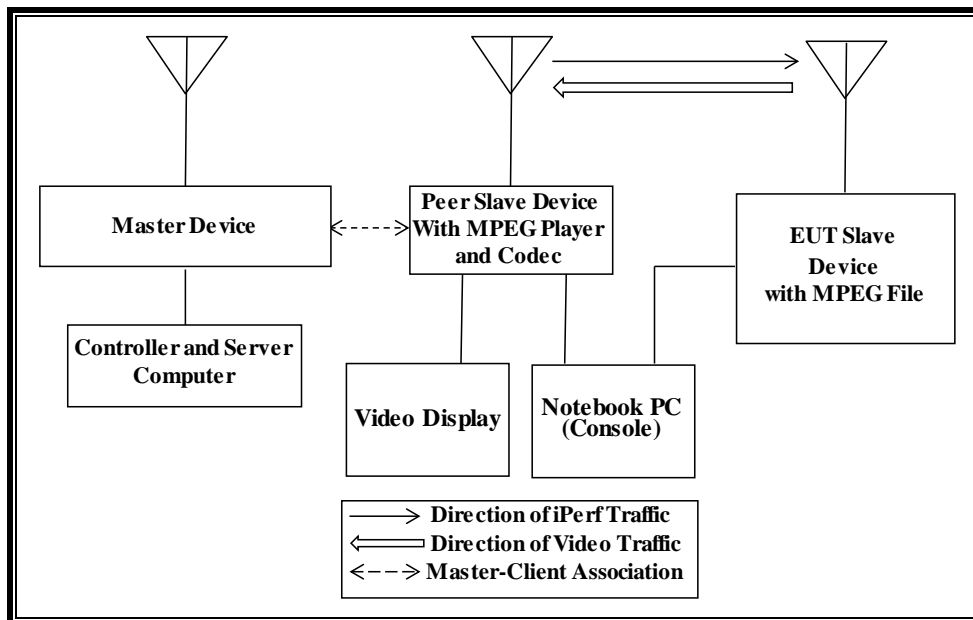 Master Device
Controller and Server
Computer
Peer Slave Device
With MPEG Player
and Codec
Video Display
Notebook PC
(Console)
EUT Slave
Device
with MPEG File
Direction of iPerf Traffic
Direction of Video Traffic
Master-Client Association